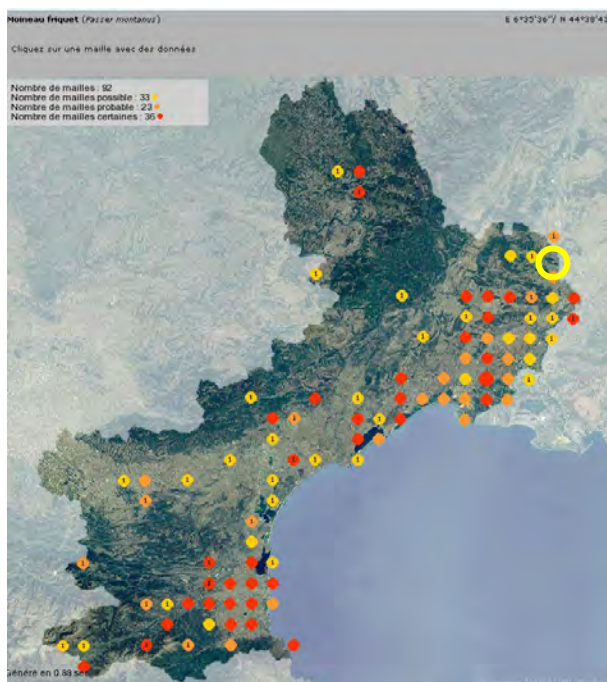 Moineau friquet (Passer montanus)
E 6°35'36"/ N 44°38'43
Cliquez sur une maille avec des données
Nombre de mailles : 92
Nombre de mailles possible : 33
Nombre de mailles probable : 23
Nombre de mailles certaines : 36
Généré en 0.88 sec